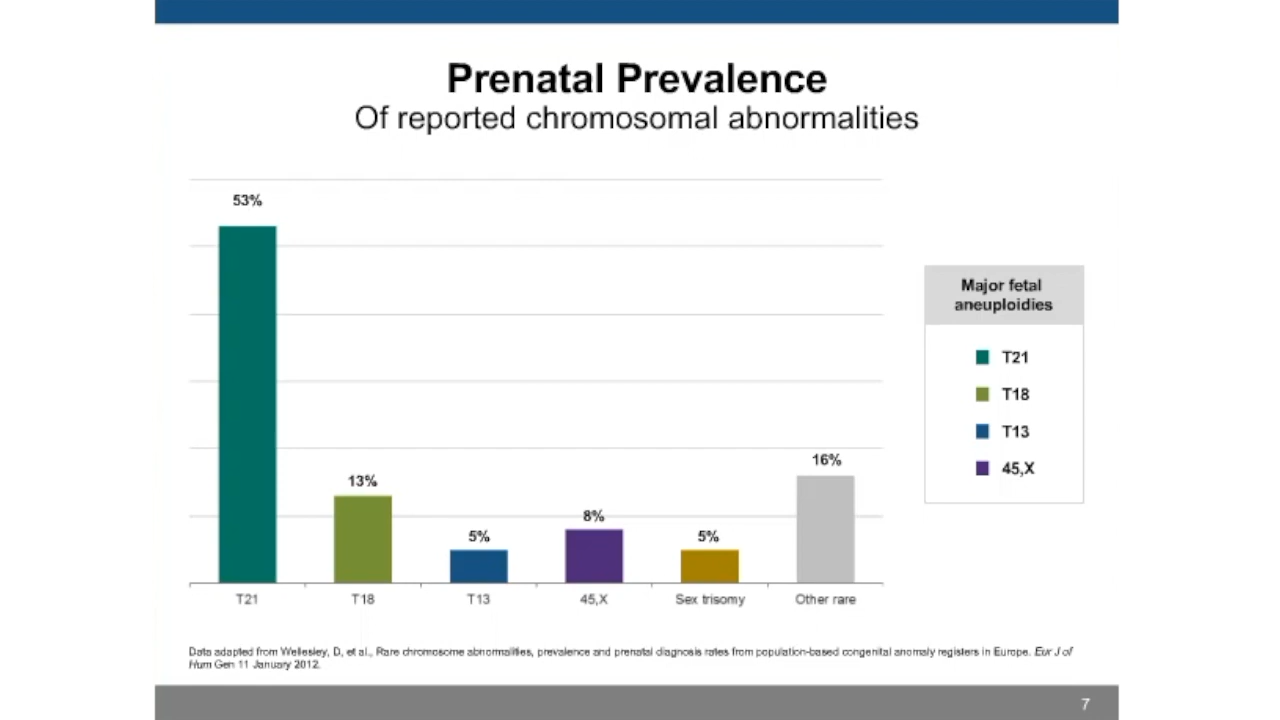 Prenatal Prevalence
Of reported chromosomal abnormalities
53%
13%
5%
8%
5%
16%
T21
T18
T13
45,X
Sex trisomy
Other rare
Major fetal
aneuploidies
T21
T18
T13
45,X
Data adapted from Wellesley, D, et al., Rare chromosome abnormalities, prevalence and prenatal diagnosis rates from population-based congenital anomaly registers in Europe. Eur J of
Hum Gen 11 January 2012.
7